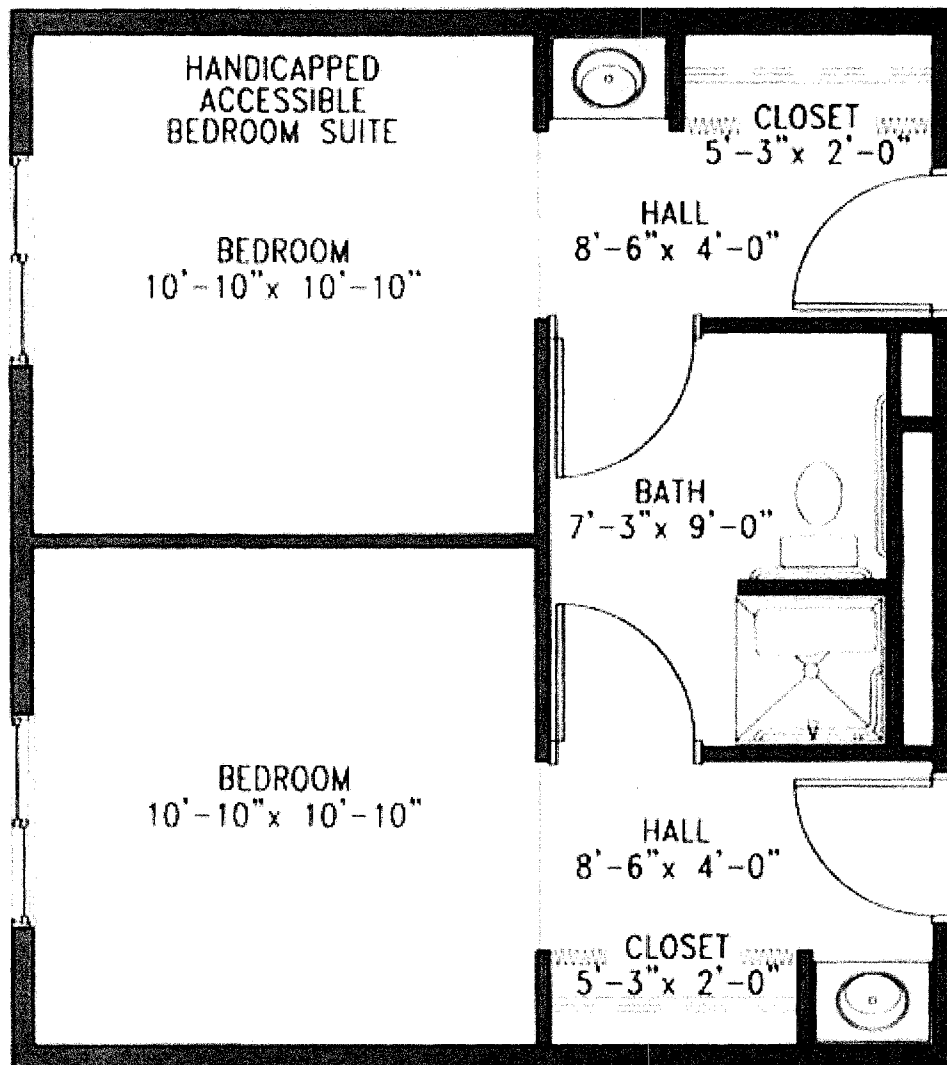 HANDICAPPED
ACCESSIBLE
BEDROOM SUITE
CLOSET
5'-3"x 2'-0"
HALL
8'-6"x 4'-0"
BEDROOM
10'-10"x 10'-10"
BATH
7'-3"x 9'-0"
BEDROOM
10'-10"x 10'-10"
HALL
8'-6"x 4'-0"
CLOSET
5'-3"x 2'-0"